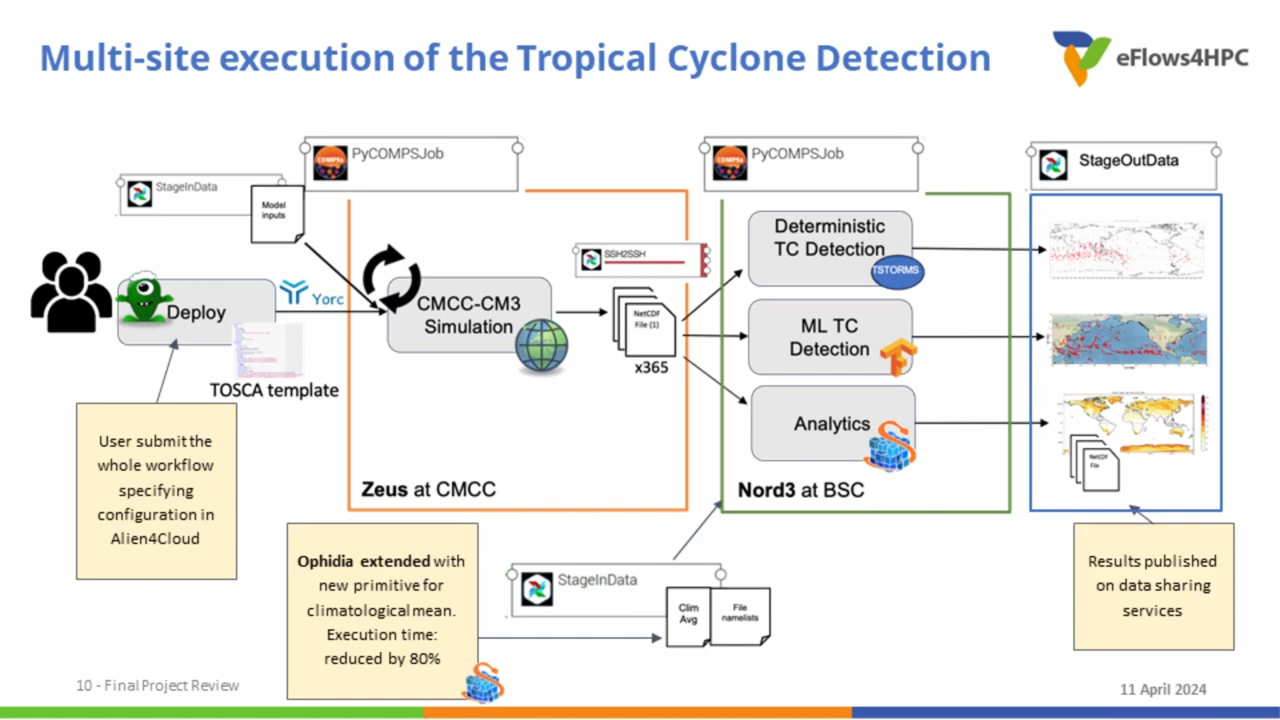 Multi-site execution of the Tropical Cyclone Detection
eFlows4HPC
StageInData
Model
inputs
COMPSs
PyCOMPSJob
COMPSs
PyCOMPSJob
StageOutData
Deploy
Yorc
TOSCA template
CMCC-CM3
Simulation
SSH2SSH
NetCDF
File (1)
x365
Zeus at CMCC
Deterministic
TC Detection
TSTORMS
ML TC
Detection
Analytics
Nord3 at BSC
NetCDF
File
User submit the
whole workflow
specifying
configuration in
Alien4Cloud
Ophidia extended with
new primitive for
climatological mean.
Execution time:
reduced by 80%
StageInData
Clim
Avg
File
namelists
Results published
on data sharing
services
10 - Final Project Review
11 April 2024